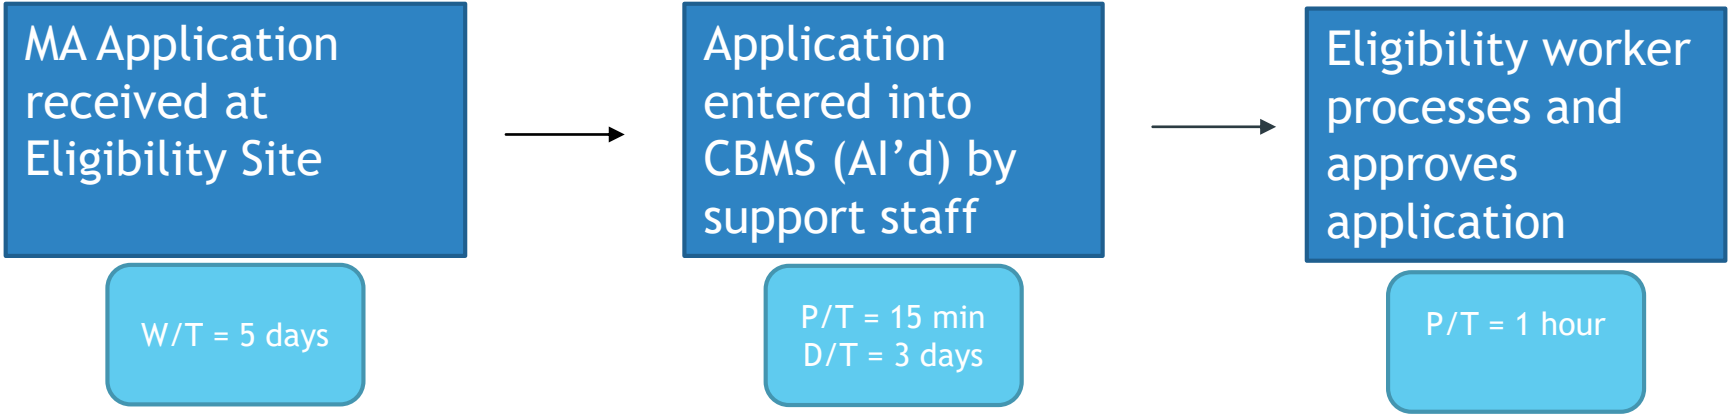 MA Application
received at
Eligibility Site
W/T = 5 days
Application
entered into
CBMS (AI’d) by
support staff
P/T = 15 min
D/T = 3 days
Eligibility worker
processes and
approves
application
P/T = 1 hour